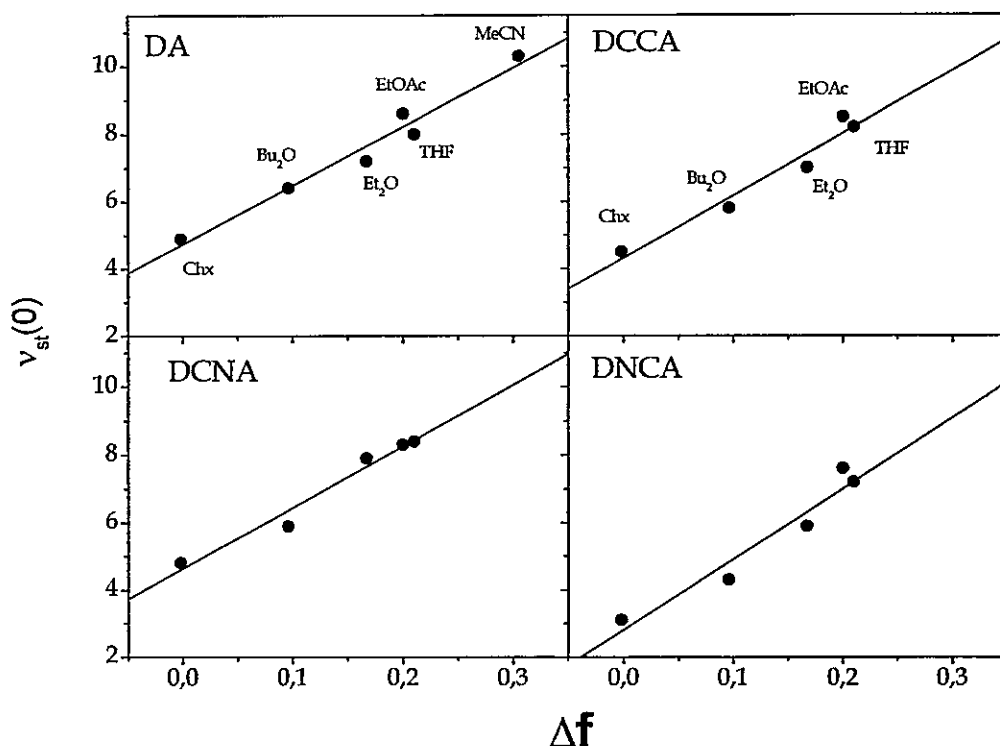 DA
MeCN
EtOAc
Bu₂O
THF
Et₂O
Chx
10
8
6
4
2
DCCA
EtOAc
THF
Bu₂O
Et₂O
Chx
ν_st(0)
DCNA
10
8
6
4
2
DNCA
0,0 0,1 0,2 0,3 0,0 0,1 0,2 0,3
Δf